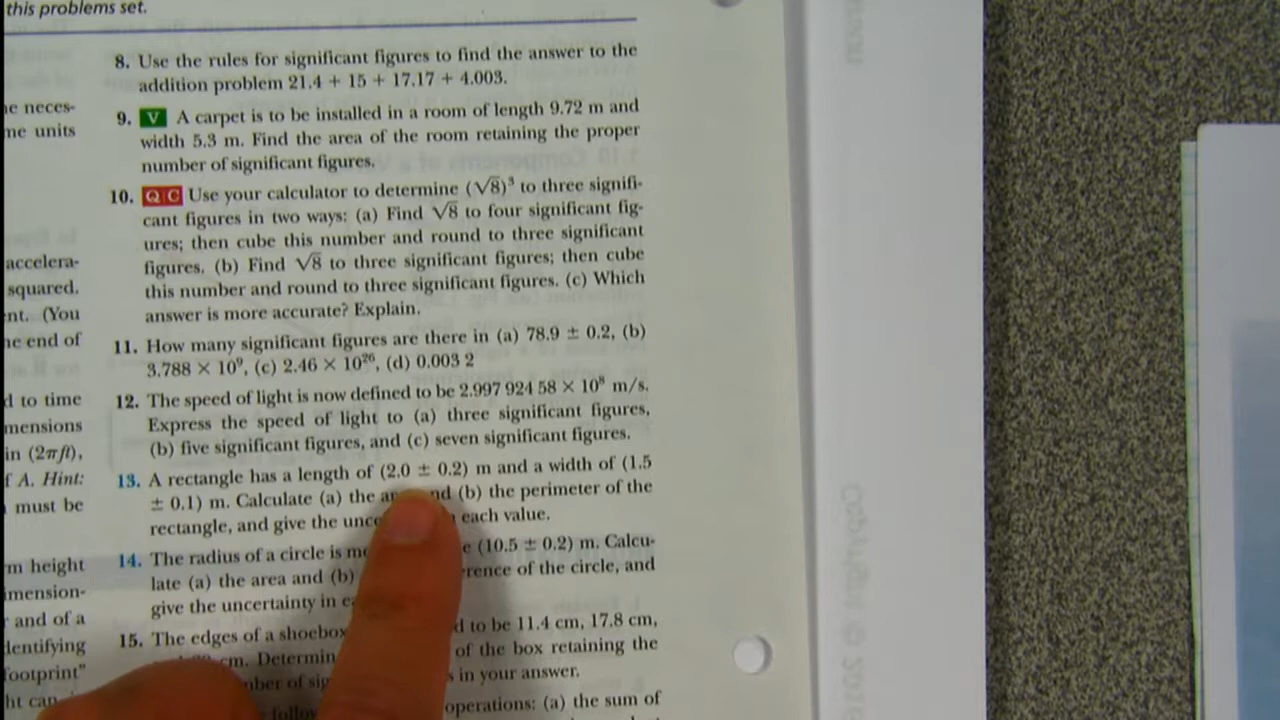 this problems set.
8. Use the rules for significant figures to find the answer to the
addition problem 21.4 + 15 + 17.17 + 4.003.
9. V A carpet is to be installed in a room of length 9.72 m and
width 5.3 m. Find the area of the room retaining the proper
number of significant figures.
10. Q|C Use your calculator to determine (√8)³ to three signifi-
cant figures in two ways: (a) Find √8 to four significant fig-
ures; then cube this number and round to three significant
figures. (b) Find √8 to three significant figures; then cube
this number and round to three significant figures. (c) Which
answer is more accurate? Explain.
11. How many significant figures are there in (a) 78.9 ± 0.2, (b)
3.788 × 10⁹, (c) 2.46 × 10²⁶, (d) 0.003 2
12. The speed of light is now defined to be 2.997 924 58 × 10⁸ m/s.
Express the speed of light to (a) three significant figures,
(b) five significant figures, and (c) seven significant figures.
13. A rectangle has a length of (2.0 ± 0.2) m and a width of (1.5
± 0.1) m. Calculate (a) the (b) the perimeter of the
rectangle, and give the each value.
14. The radius of a circle is (10.5 ± 0.2) m. Calcu-
late (a) the area and (b) of the circle, and
give the uncertainty in
15. The edges of a shoebox to be 11.4 cm, 17.8 cm,
cm. of the box retaining the
of in your answer.
operations: (a) the sum of
neces-
me units
accelera-
squared.
(You
end of
to time
mensions
in (2πft),
A. Hint:
must be
m height
imension-
and of a
dentifying
footprint"